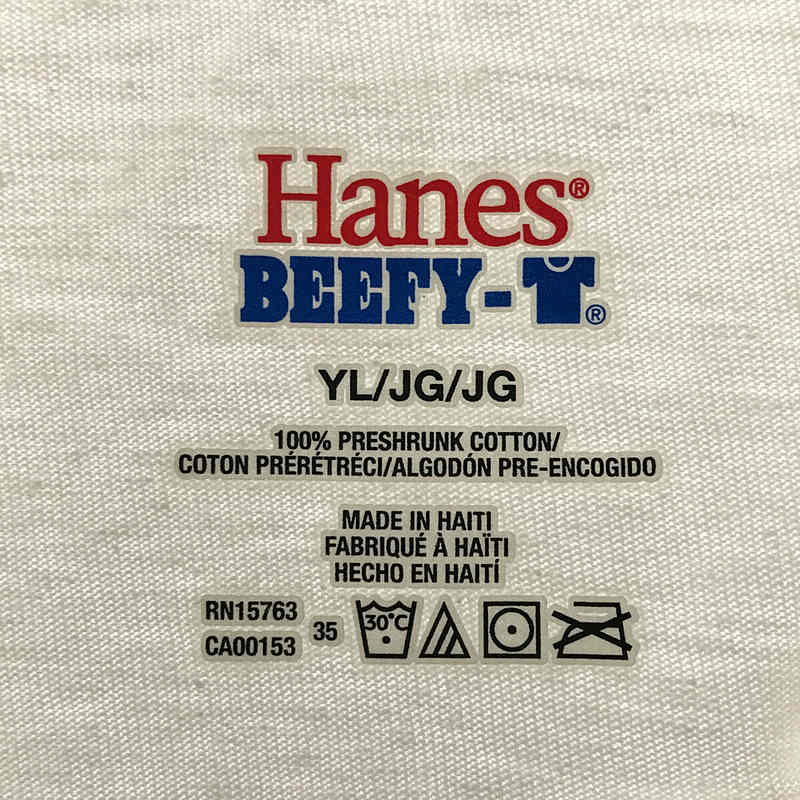 Hanes®
BEEFY-T®
YL/JG/JG
100% PRESHRUNK COTTON/
COTON PRÉRÉTRÉCI/ALGODÓN PRE-ENCOGIDO
MADE IN HAITI
FABRIQUÉ À HAÏTI
HECHO EN HAITÍ
RN15763
CA00153
35
30°C